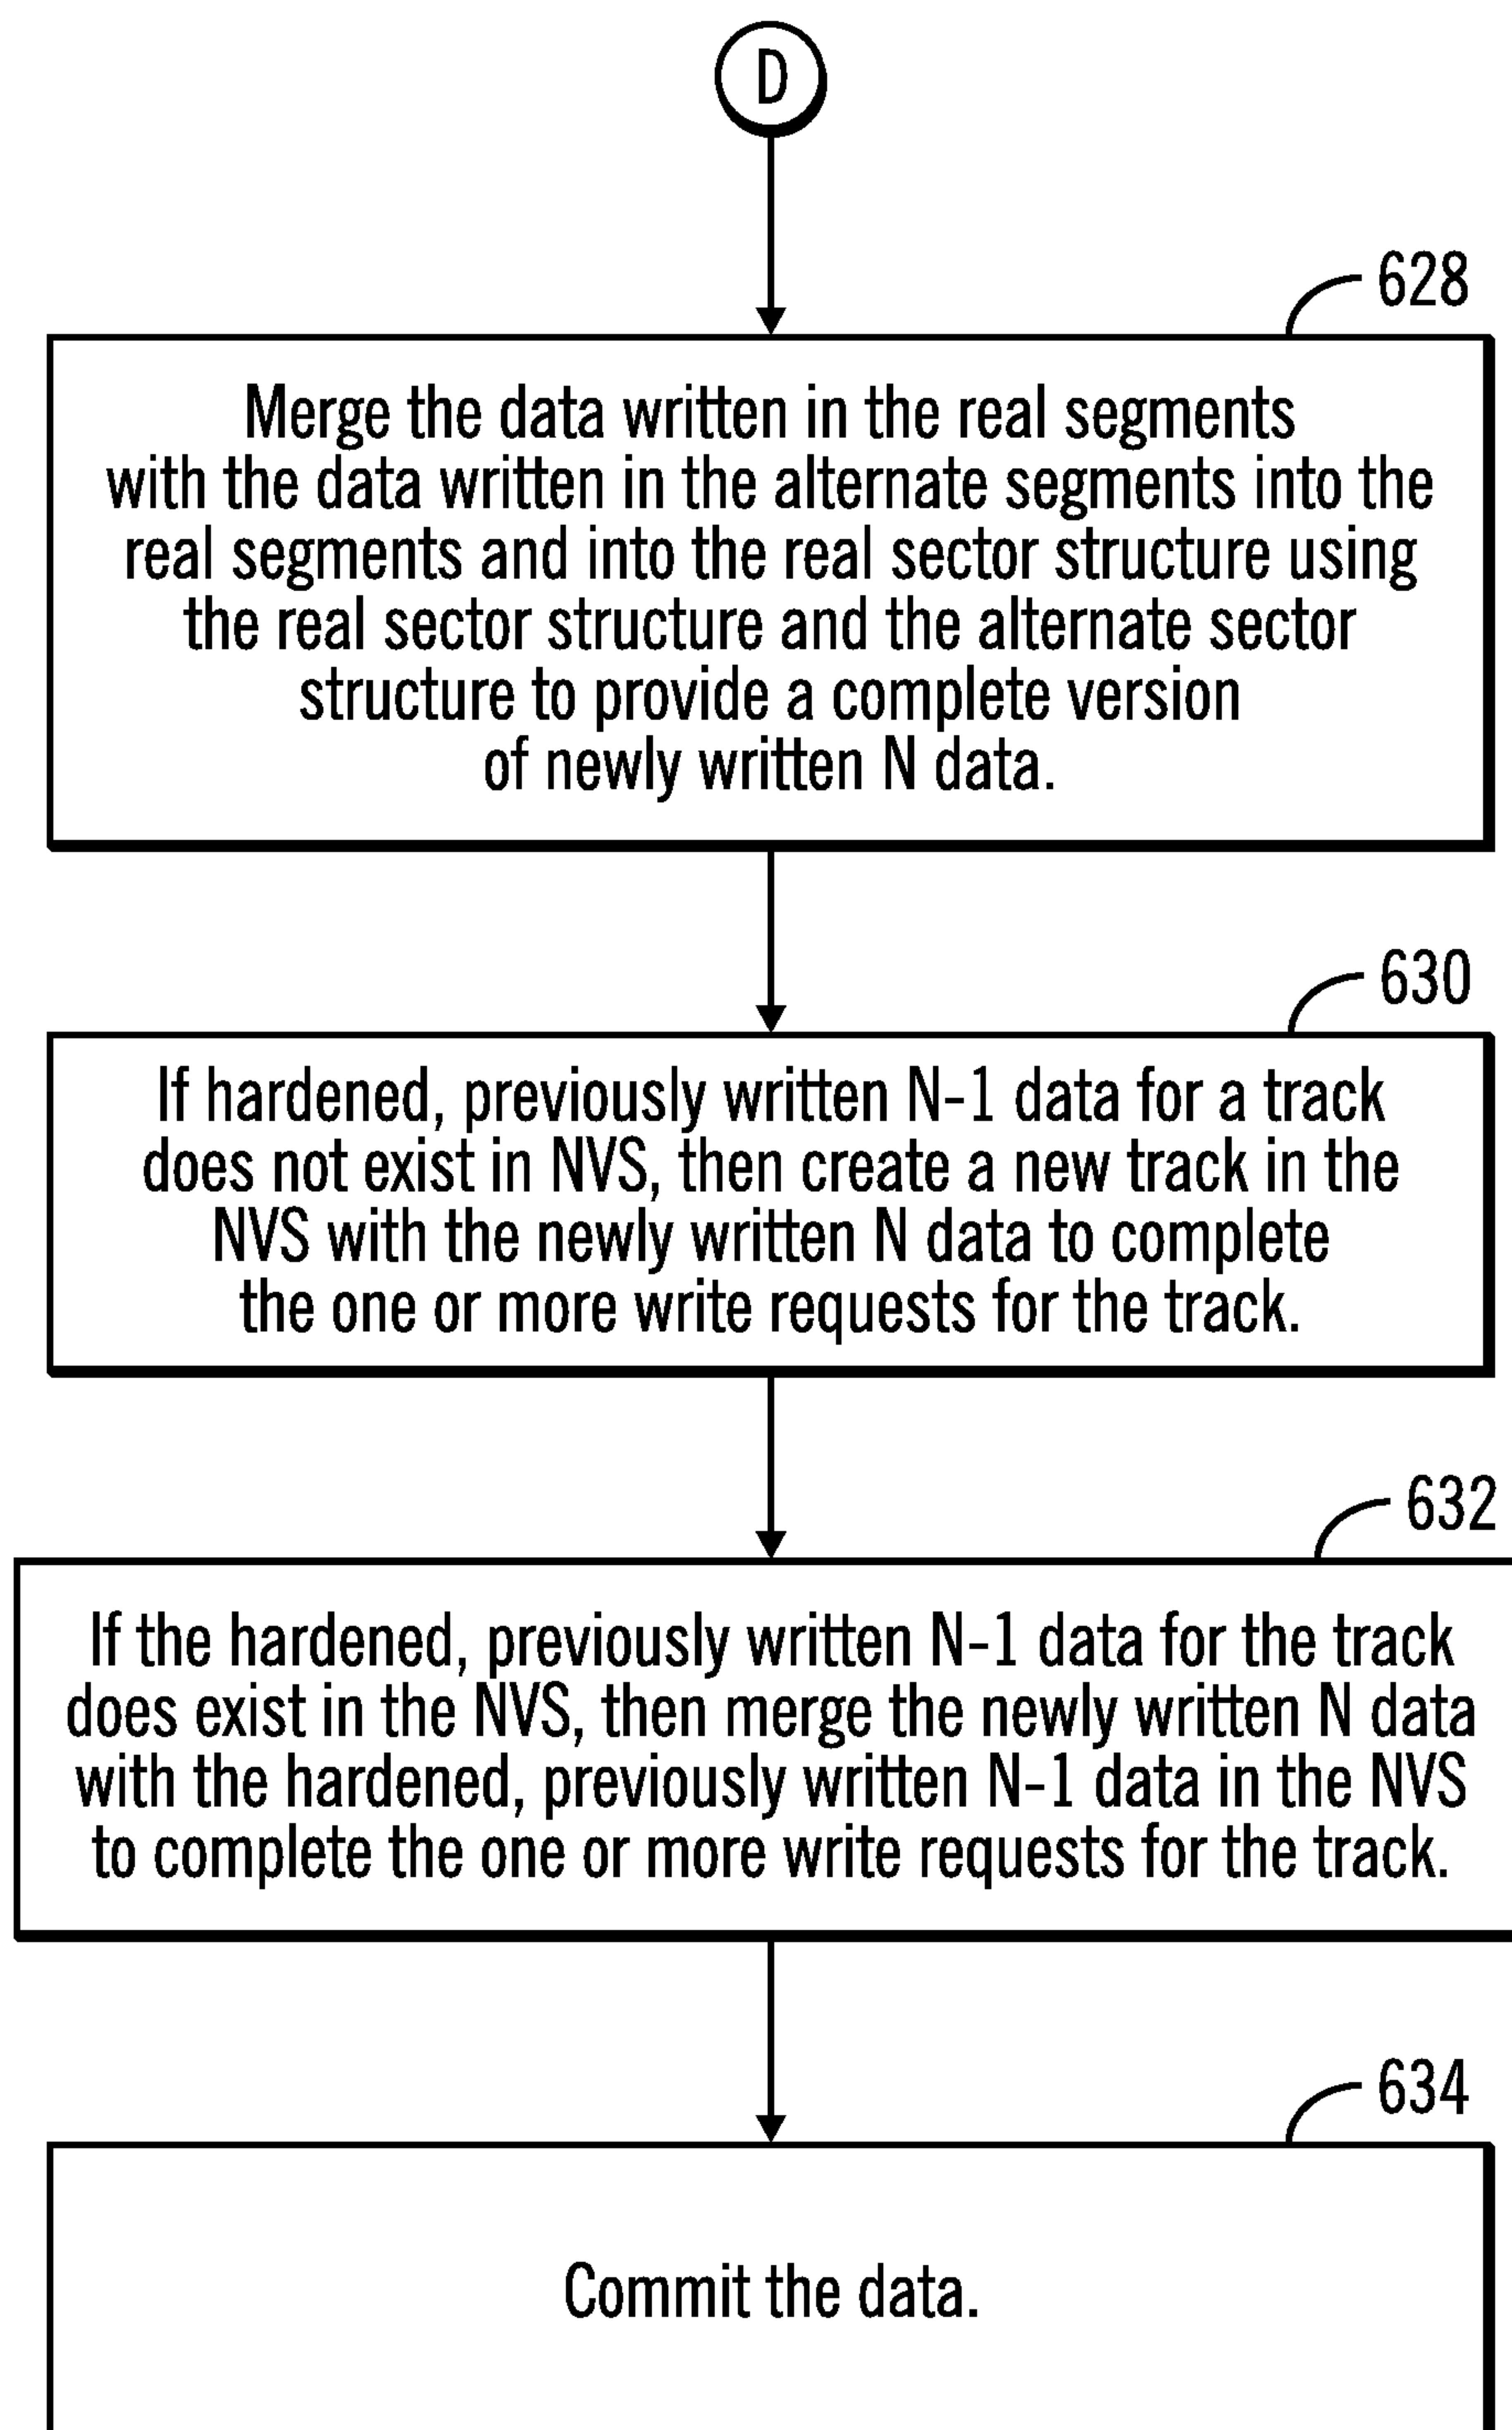 D
628
Merge the data written in the real segments
with the data written in the alternate segments into the
real segments and into the real sector structure using
the real sector structure and the alternate sector
structure to provide a complete version
of newly written N data.
630
If hardened, previously written N-1 data for a track
does not exist in NVS, then create a new track in the
NVS with the newly written N data to complete
the one or more write requests for the track.
632
If the hardened, previously written N-1 data for the track
does exist in the NVS, then merge the newly written N data
with the hardened, previously written N-1 data in the NVS
to complete the one or more write requests for the track.
634
Commit the data.